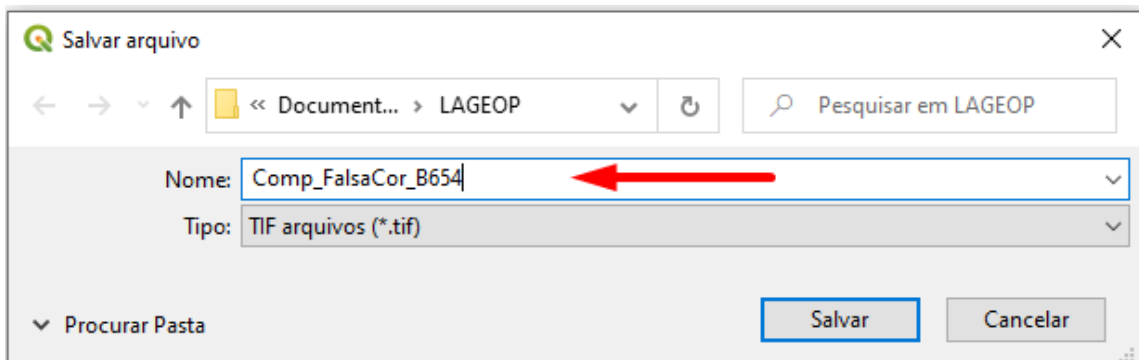 Salvar arquivo
« Document... › LAGEOP
Pesquisar em LAGEOP
Nome: Comp_FalsaCor_B654
Tipo: TIF arquivos (*.tif)
Procurar Pasta
Salvar
Cancelar